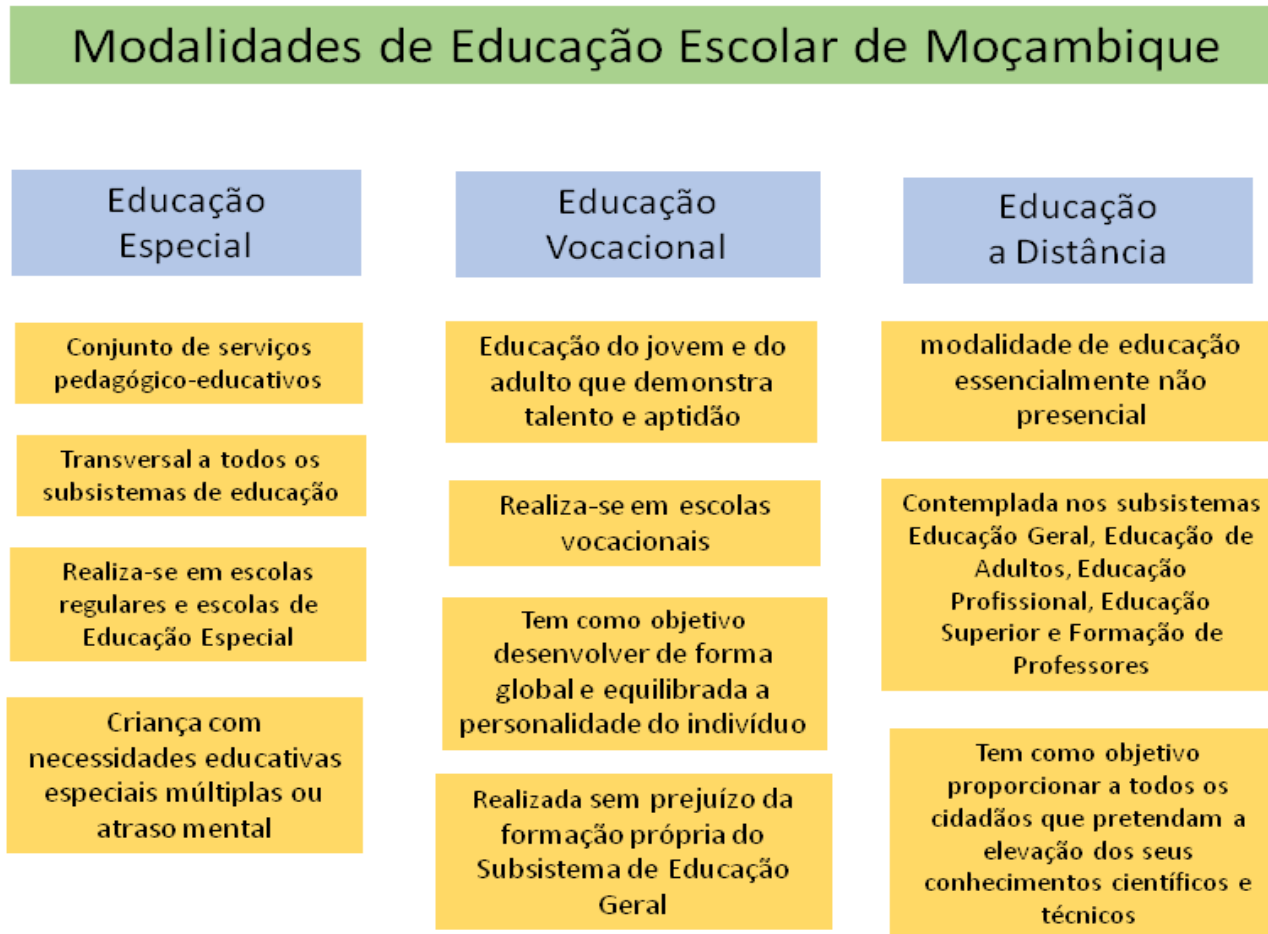 Modalidades de Educação Escolar de Moçambique
Educação
Especial
Conjunto de serviços
pedagógico-educativos
Transversal a todos os
subsistemas de educação
Realiza-se em escolas
regulares e escolas de
Educação Especial
Criança com
necessidades educativas
especiais múltiplas ou
atraso mental
Educação
Vocacional
Educação do jovem e do
adulto que demonstra
talento e aptidão
Realiza-se em escolas
vocacionais
Tem como objetivo
desenvolver de forma
global e equilibrada a
personalidade do indivíduo
Realizada sem prejuízo da
formação própria do
Subsistema de Educação
Geral
Educação
a Distância
modalidade de educação
essencialmente não
presencial
Contemplada nos subsistemas
Educação Geral, Educação de
Adultos, Educação
Profissional, Educação
Superior e Formação de
Professores
Tem como objetivo
proporcionar a todos os
cidadãos que pretendam a
elevação dos seus
conhecimentos científicos e
técnicos